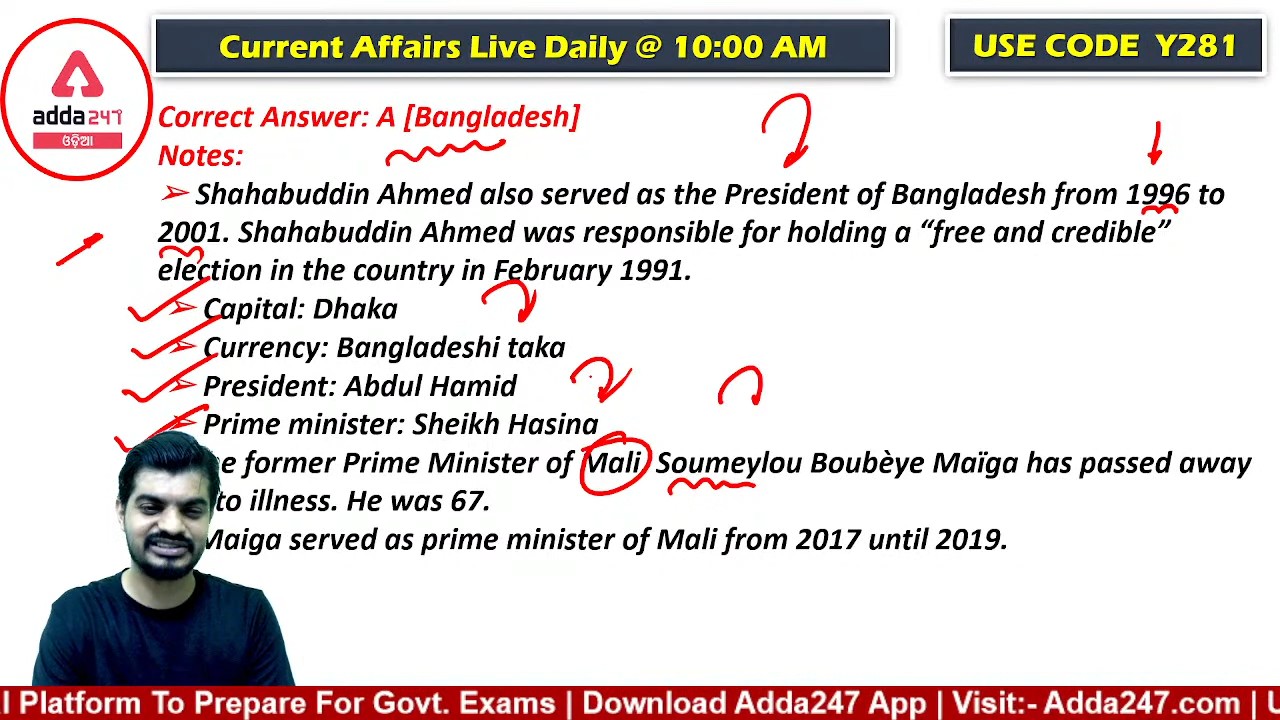 Current Affairs Live Daily @ 10:00 AM
USE CODE Y281
adda247
ଓଡ଼ିଆ
Correct Answer: A [Bangladesh]
Notes:
➢ Shahabuddin Ahmed also served as the President of Bangladesh from 1996 to
2001. Shahabuddin Ahmed was responsible for holding a “free and credible”
election in the country in February 1991.
➢ Capital: Dhaka
➢ Currency: Bangladeshi taka
➢ President: Abdul Hamid
➢ Prime minister: Sheikh Hasina
former Prime Minister of Mali Soumeylou Boubèye Maïga has passed away
to illness. He was 67.
Maiga served as prime minister of Mali from 2017 until 2019.
Platform To Prepare For Govt. Exams | Download Adda247 App | Visit:- Adda247.com |